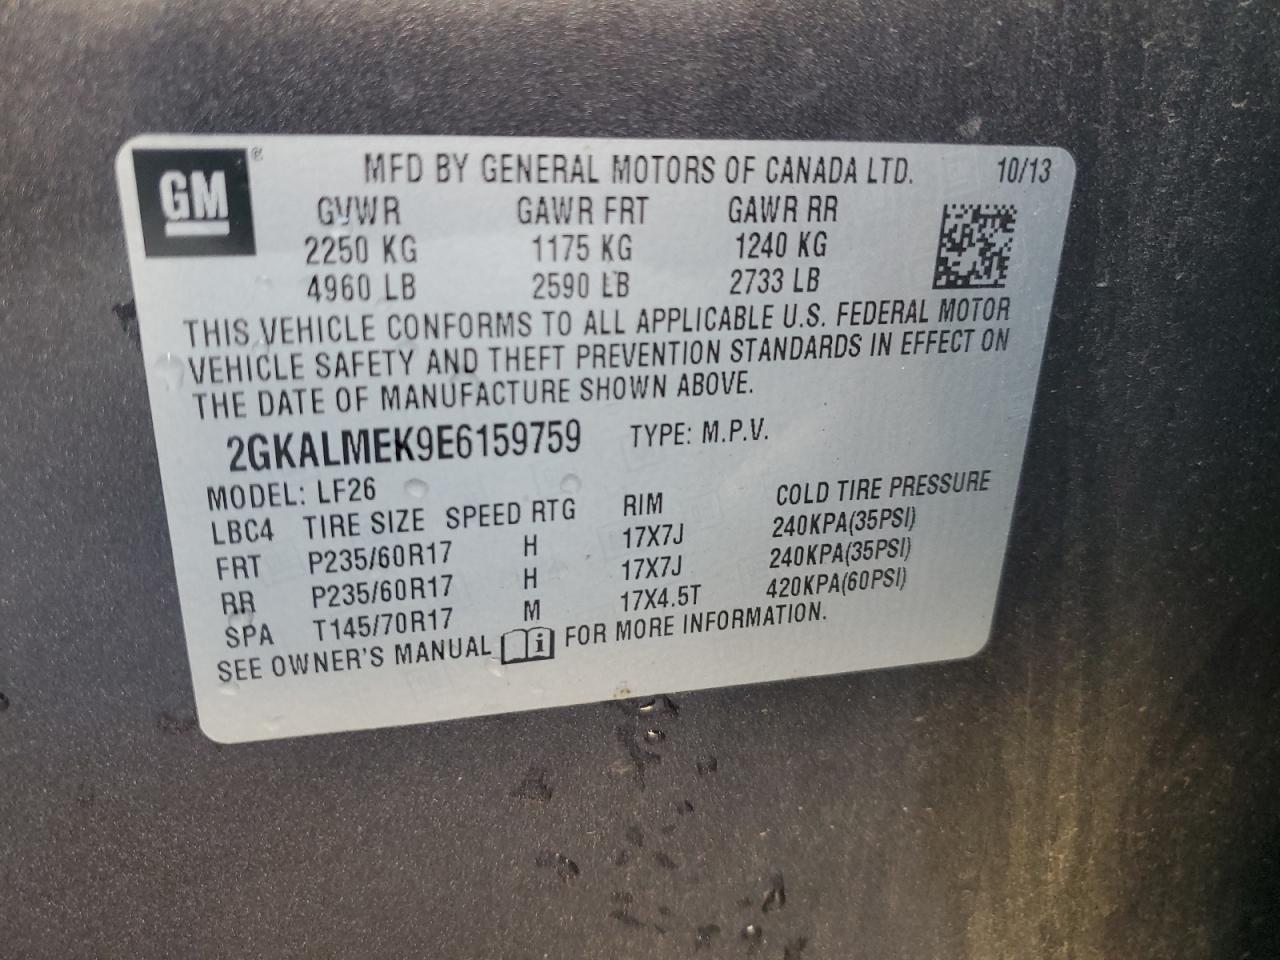 GM ® MFD BY GENERAL MOTORS OF CANADA LTD. 10/13
GVWR GAWR FRT GAWR RR
2250 KG 1175 KG 1240 KG
4960 LB 2590 LB 2733 LB
THIS VEHICLE CONFORMS TO ALL APPLICABLE U.S. FEDERAL MOTOR
VEHICLE SAFETY AND THEFT PREVENTION STANDARDS IN EFFECT ON
THE DATE OF MANUFACTURE SHOWN ABOVE.
2GKALMEK9E6159759 TYPE: M.P.V.
MODEL: LF26
LBC4 TIRE SIZE SPEED RTG RIM COLD TIRE PRESSURE
FRT P235/60R17 H 17X7J 240KPA(35PSI)
RR P235/60R17 H 17X7J 240KPA(35PSI)
SPA T145/70R17 M 17X4.5T 420KPA(60PSI)
SEE OWNER'S MANUAL i FOR MORE INFORMATION.